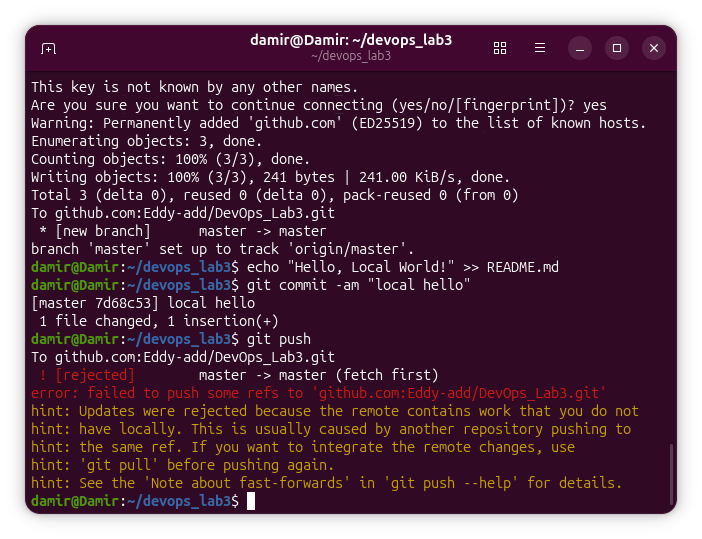 damir@Damir: ~/devops_lab3
~/devops_lab3
This key is not known by any other names.
Are you sure you want to continue connecting (yes/no/[fingerprint])? yes
Warning: Permanently added 'github.com' (ED25519) to the list of known hosts.
Enumerating objects: 3, done.
Counting objects: 100% (3/3), done.
Writing objects: 100% (3/3), 241 bytes | 241.00 KiB/s, done.
Total 3 (delta 0), reused 0 (delta 0), pack-reused 0 (from 0)
To github.com:Eddy-add/DevOps_Lab3.git
 * [new branch]      master -> master
branch 'master' set up to track 'origin/master'.
damir@Damir:~/devops_lab3$ echo "Hello, Local World!" >> README.md
damir@Damir:~/devops_lab3$ git commit -am "local hello"
[master 7d68c53] local hello
 1 file changed, 1 insertion(+)
damir@Damir:~/devops_lab3$ git push
To github.com:Eddy-add/DevOps_Lab3.git
 ! [rejected]        master -> master (fetch first)
error: failed to push some refs to 'github.com:Eddy-add/DevOps_Lab3.git'
hint: Updates were rejected because the remote contains work that you do not
hint: have locally. This is usually caused by another repository pushing to
hint: the same ref. If you want to integrate the remote changes, use
hint: 'git pull' before pushing again.
hint: See the 'Note about fast-forwards' in 'git push --help' for details.
damir@Damir:~/devops_lab3$